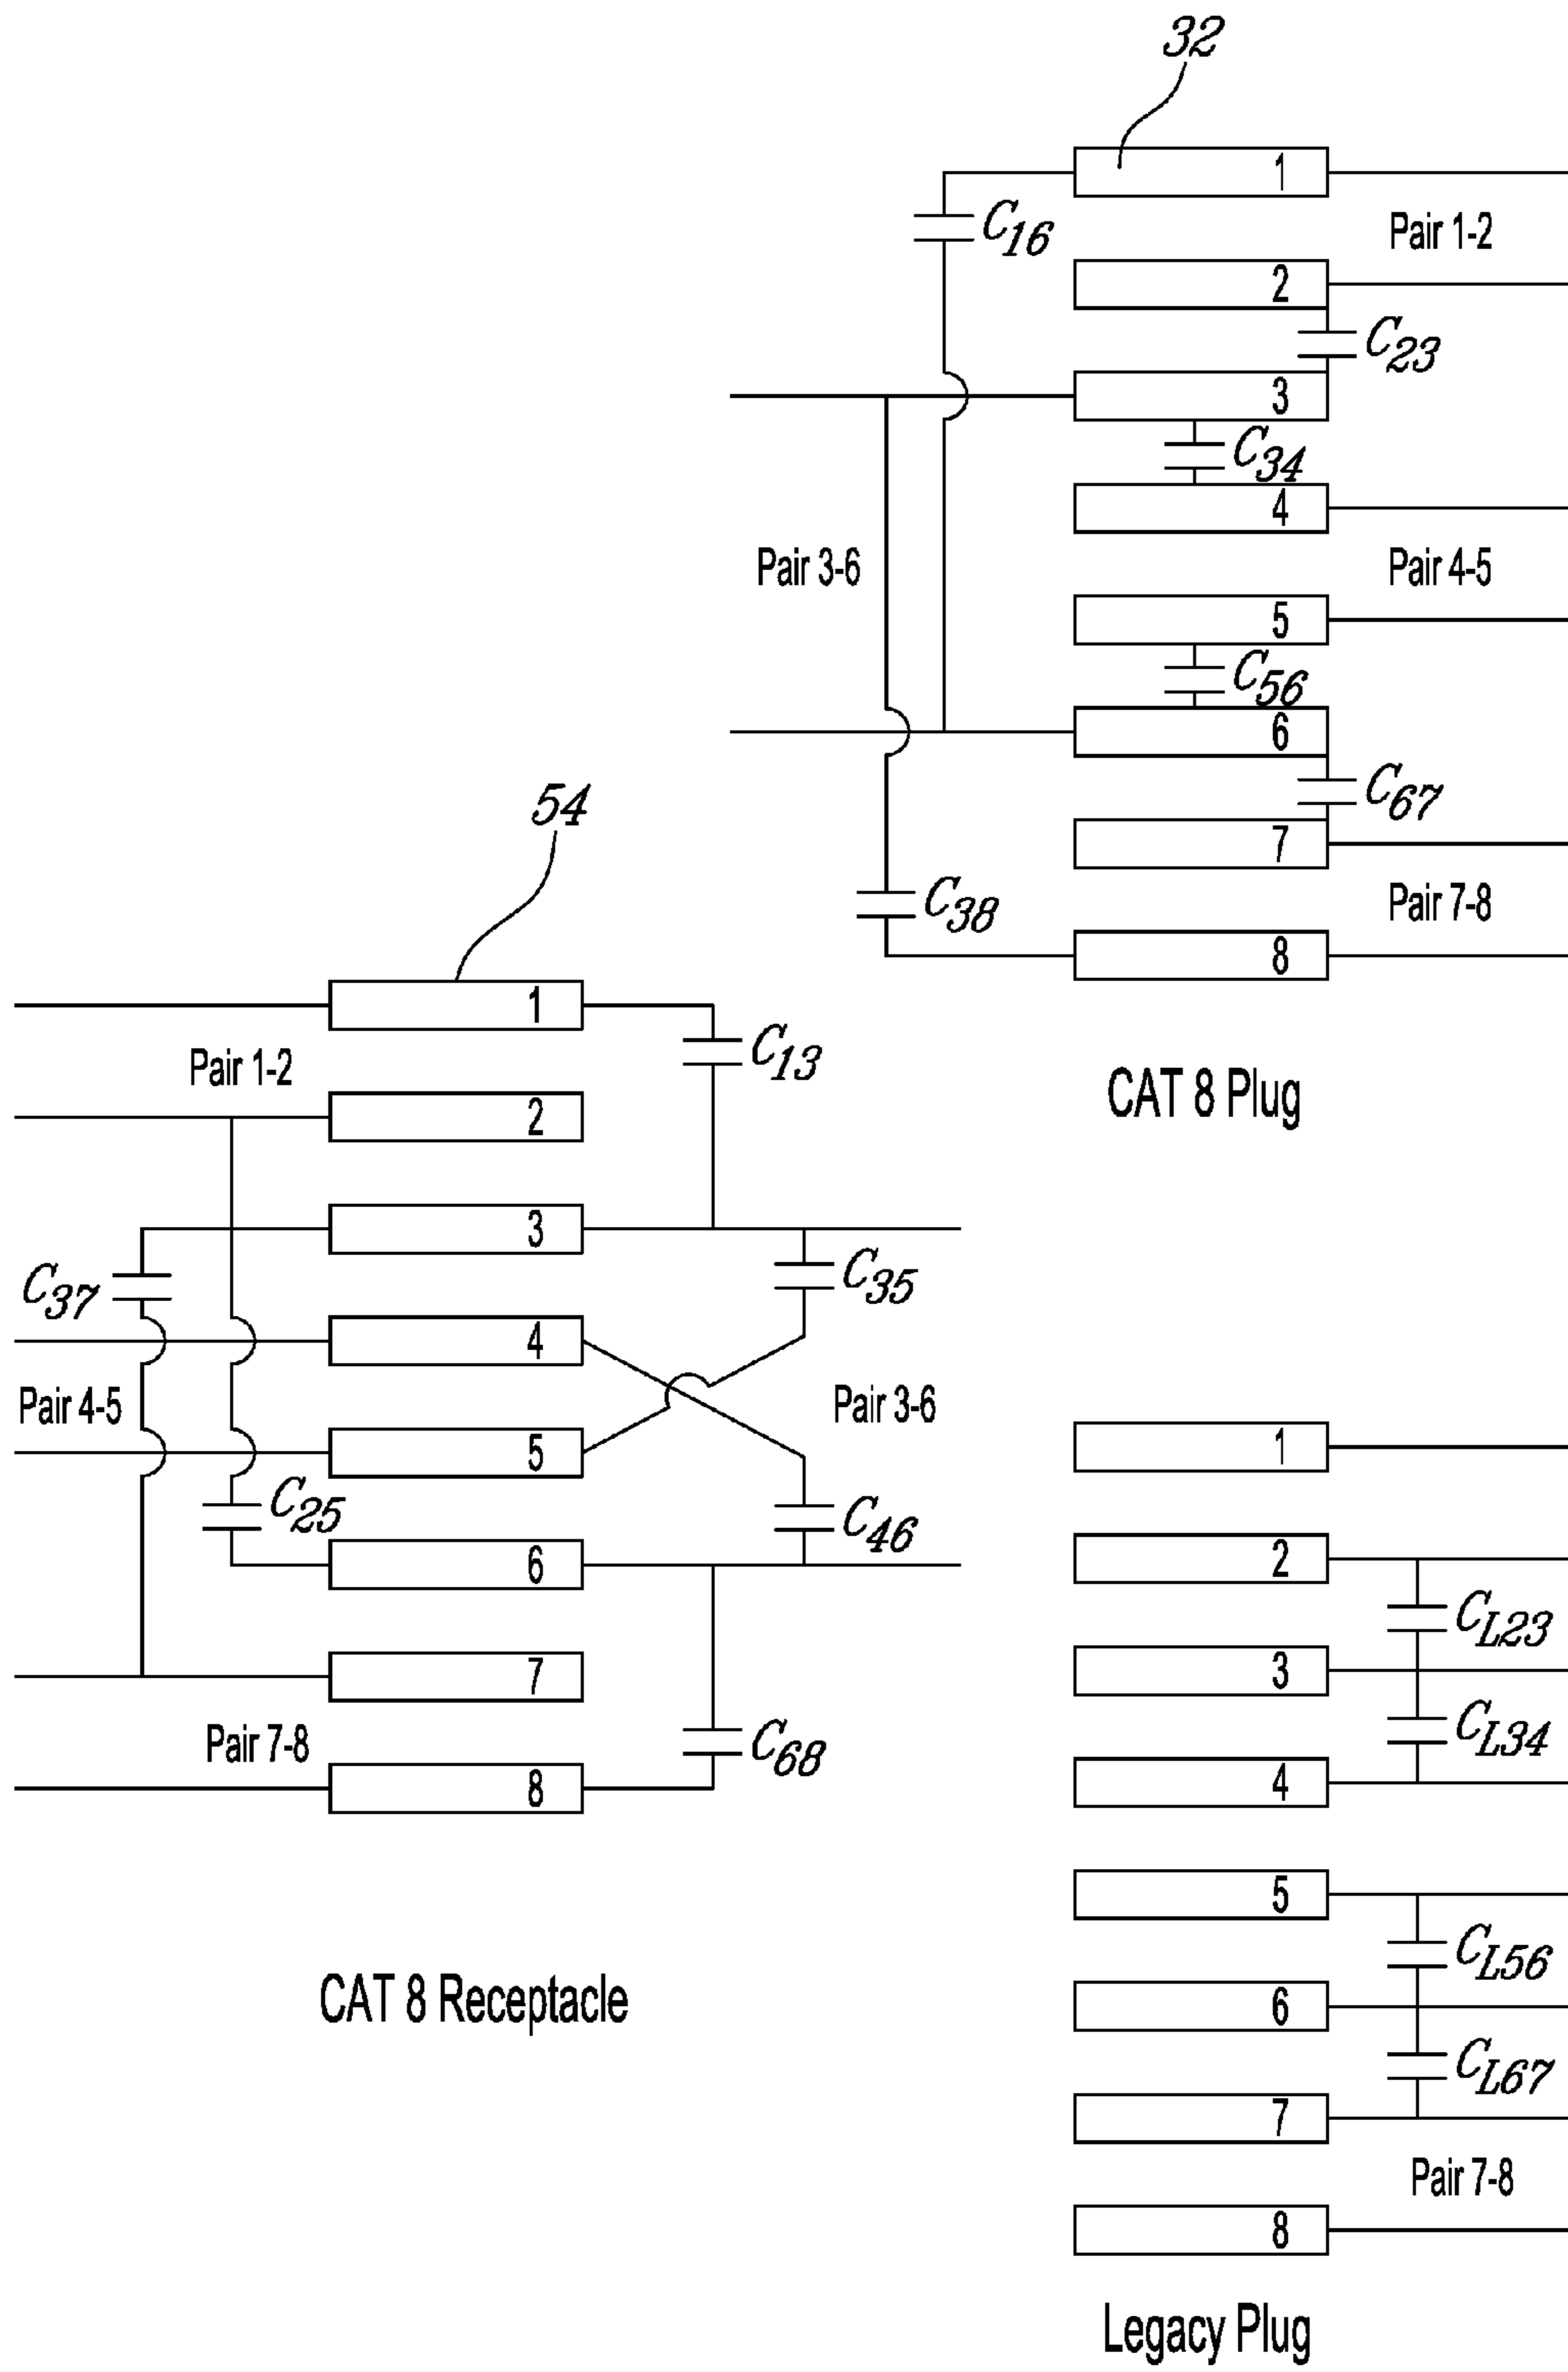 32
1
Pair 1-2
C16
2
C23
3
C34
4
Pair 3-6
Pair 4-5
5
C56
6
C67
7
C38
Pair 7-8
8
CAT 8 Plug
54
1
C13
Pair 1-2
2
3
C37
C35
4
Pair 4-5
Pair 3-6
5
C25
C46
6
7
Pair 7-8
C68
8
CAT 8 Receptacle
1
2
CL23
3
CL34
4
5
CL56
6
CL67
7
Pair 7-8
8
Legacy Plug